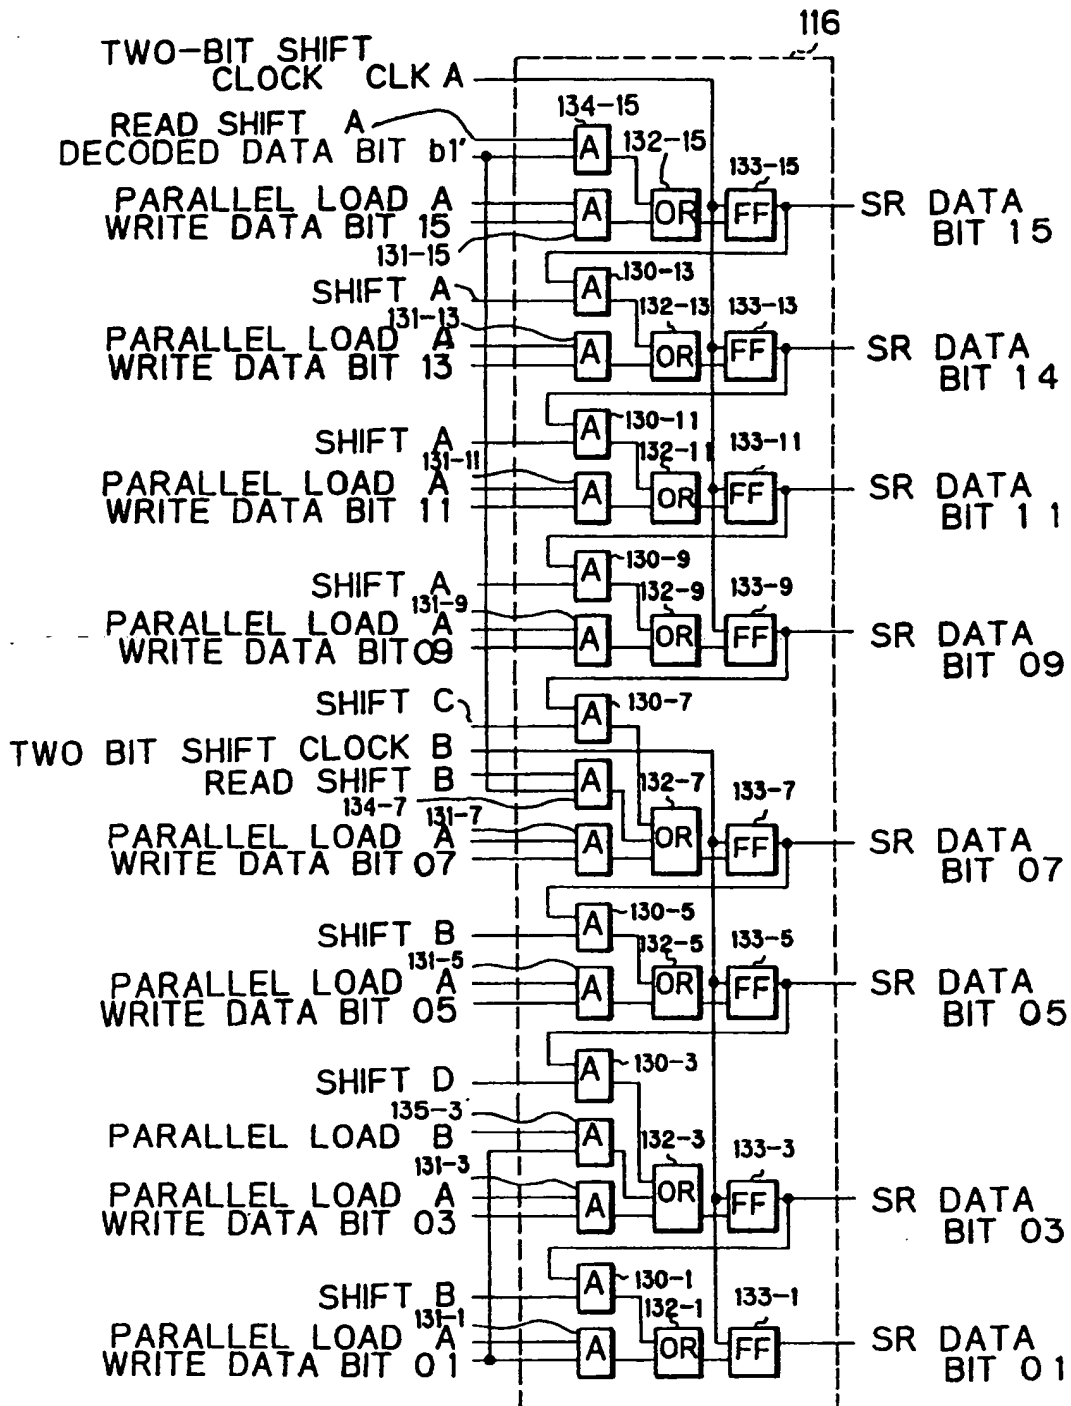 116
TWO-BIT SHIFT
CLOCK CLK A
134-15
READ SHIFT A
DECODED DATA BIT b1'
A
132-15
133-15
PARALLEL LOAD A
WRITE DATA BIT 15
A
OR
FF
SR DATA
BIT 15
131-15
130-13
SHIFT A
A
131-13
132-13
133-13
PARALLEL LOAD A
WRITE DATA BIT 13
A
OR
FF
SR DATA
BIT 14
130-11
SHIFT A
A
131-11
132-11
133-11
PARALLEL LOAD A
WRITE DATA BIT 11
A
OR
FF
SR DATA
BIT 11
130-9
SHIFT A
A
131-9
132-9
133-9
PARALLEL LOAD A
WRITE DATA BIT 09
A
OR
FF
SR DATA
BIT 09
SHIFT C
A
130-7
TWO BIT SHIFT CLOCK B
READ SHIFT B
A
134-7
131-7
132-7
133-7
PARALLEL LOAD A
WRITE DATA BIT 07
A
OR
FF
SR DATA
BIT 07
130-5
SHIFT B
A
131-5
132-5
133-5
PARALLEL LOAD A
WRITE DATA BIT 05
A
OR
FF
SR DATA
BIT 05
130-3
SHIFT D
A
135-3
PARALLEL LOAD B
A
131-3
132-3
133-3
PARALLEL LOAD A
WRITE DATA BIT 03
A
OR
FF
SR DATA
BIT 03
130-1
SHIFT B
A
131-1
132-1
133-1
PARALLEL LOAD A
WRITE DATA BIT 01
A
OR
FF
SR DATA
BIT 01